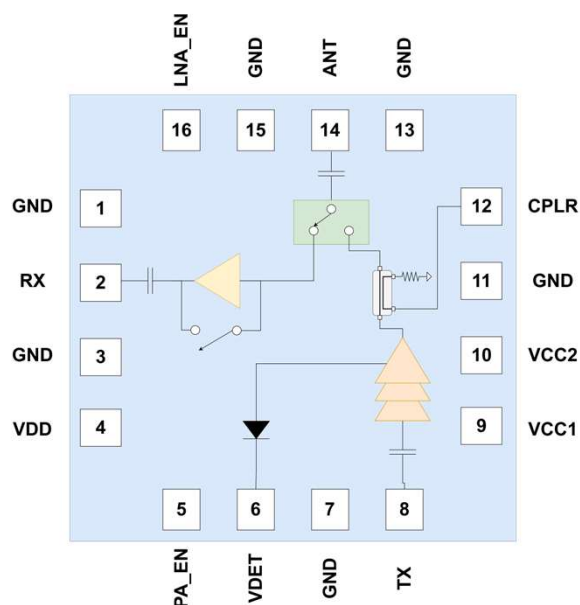 LNA_EN
GND
ANT
GND
16
15
14
13
GND
1
12
CPLR
RX
2
11
GND
GND
3
10
VCC2
VDD
4
9
VCC1
5
6
7
8
PA_EN
VDET
GND
TX